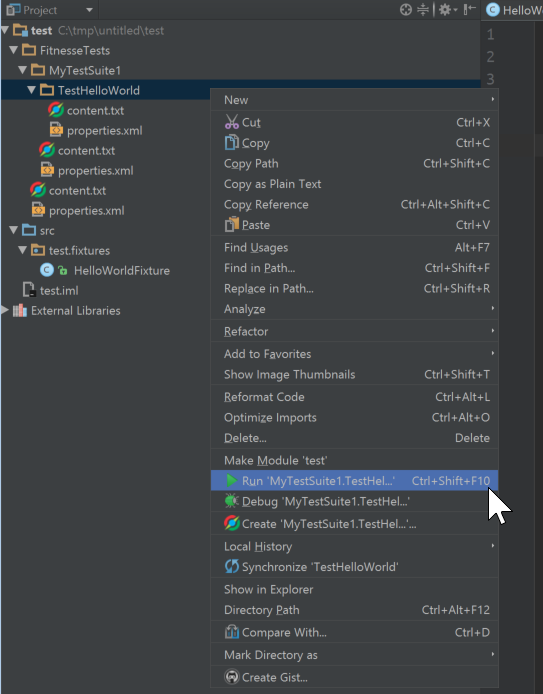 Project
HelloWo
test C:\tmp\untitled\test
1
FitnesseTests
2
MyTestSuite1
3
TestHelloWorld
content.txt
properties.xml
content.txt
properties.xml
content.txt
properties.xml
src
test.fixtures
HelloWorldFixture
test.iml
External Libraries
New
Cut Ctrl+X
Copy Ctrl+C
Copy Path Ctrl+Shift+C
Copy as Plain Text
Copy Reference Ctrl+Alt+Shift+C
Paste Ctrl+V
Find Usages Alt+F7
Find in Path... Ctrl+Shift+F
Replace in Path... Ctrl+Shift+R
Analyze
Refactor
Add to Favorites
Show Image Thumbnails Ctrl+Shift+T
Reformat Code Ctrl+Alt+L
Optimize Imports Ctrl+Alt+O
Delete... Delete
Make Module 'test'
Run 'MyTestSuite1.TestHel...' Ctrl+Shift+F10
Debug 'MyTestSuite1.TestHel...'
Create 'MyTestSuite1.TestHel...'...
Local History
Synchronize 'TestHelloWorld'
Show in Explorer
Directory Path Ctrl+Alt+F12
Compare With... Ctrl+D
Mark Directory as
Create Gist...